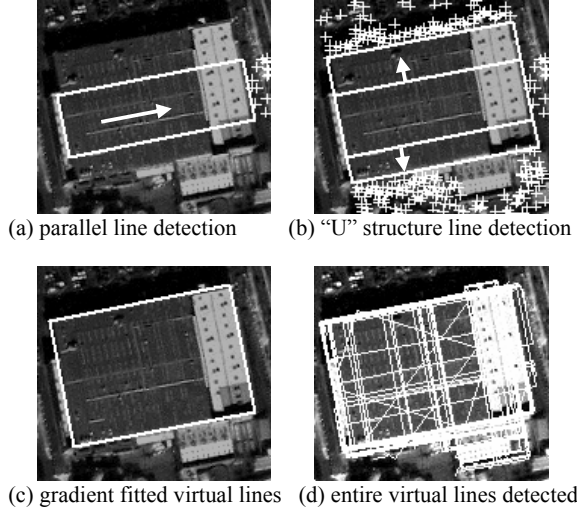 (a) parallel line detection
(b) “U” structure line detection
(c) gradient fitted virtual lines
(d) entire virtual lines detected